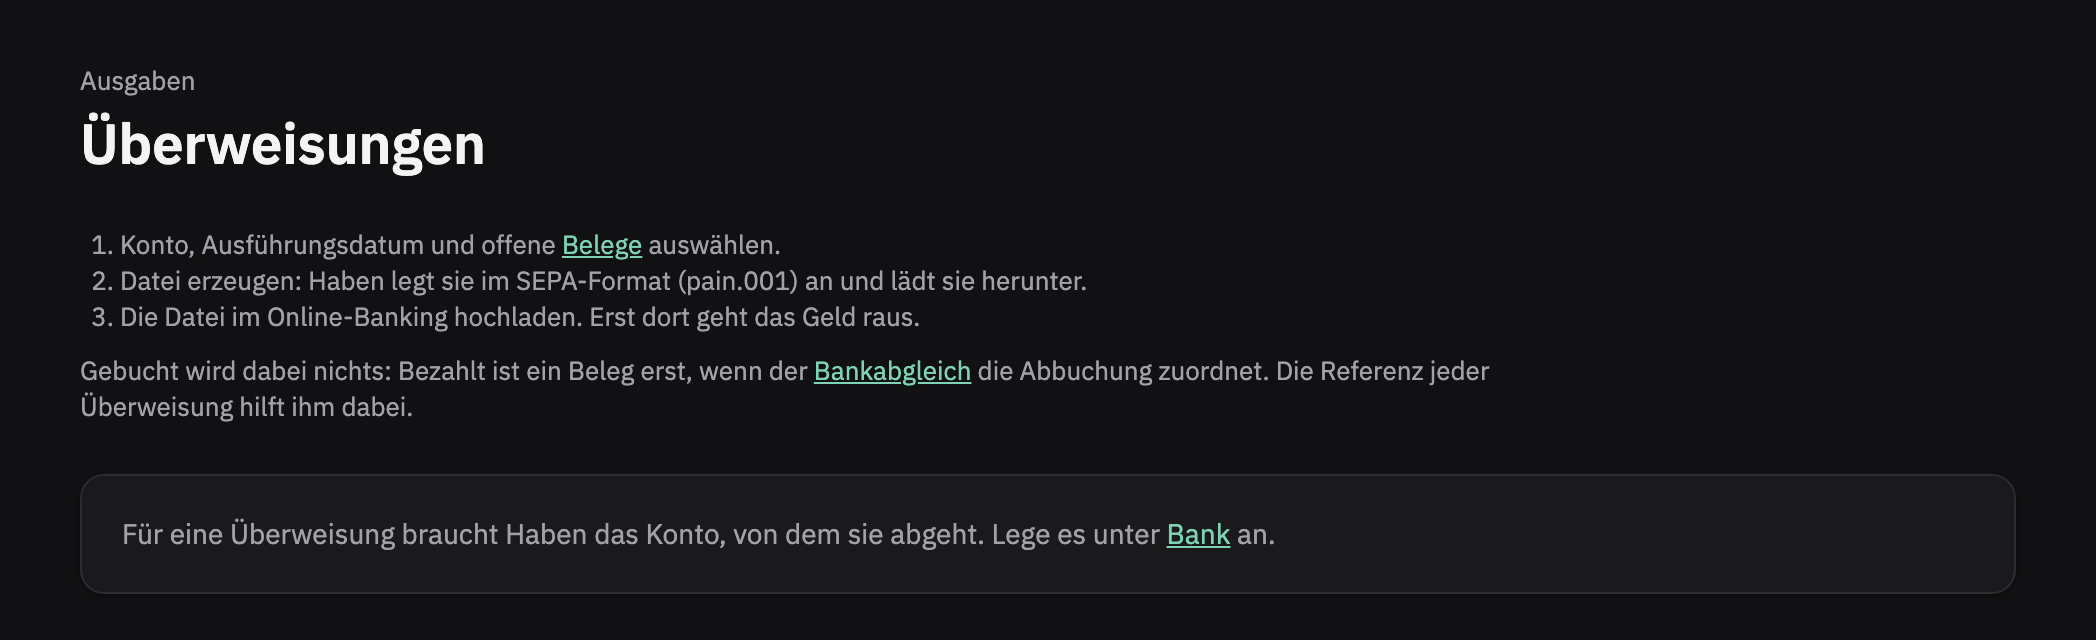 Ausgaben
Überweisungen
1. Konto, Ausführungsdatum und offene Belege auswählen.
2. Datei erzeugen: Haben legt sie im SEPA-Format (pain.001) an und lädt sie herunter.
3. Die Datei im Online-Banking hochladen. Erst dort geht das Geld raus.
Gebucht wird dabei nichts: Bezahlt ist ein Beleg erst, wenn der Bankabgleich die Abbuchung zuordnet. Die Referenz jeder
Überweisung hilft ihm dabei.
Für eine Überweisung braucht Haben das Konto, von dem sie abgeht. Lege es unter Bank an.